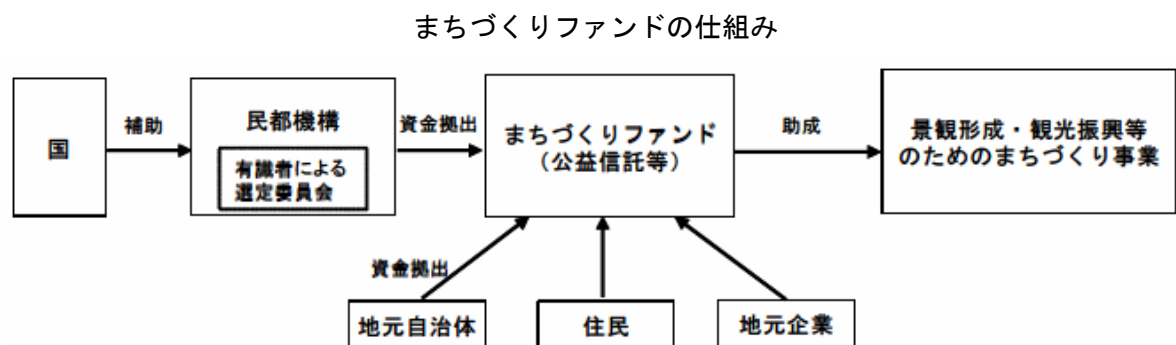 まちづくりファンドの仕組み
国
補助
民都機構
有識者による
選定委員会
資金拠出
まちづくりファンド
（公益信託等）
助成
景観形成・観光振興等
のためのまちづくり事業
資金拠出
地元自治体
住民
地元企業